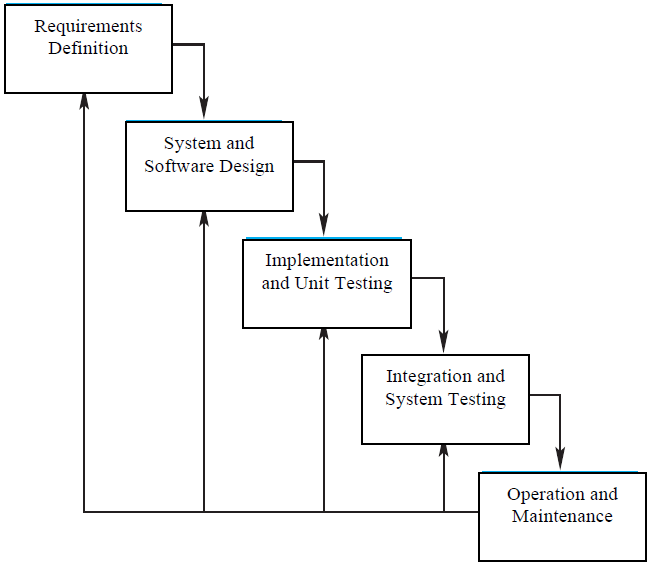 Requirements
Definition
System and
Software Design
Implementation
and Unit Testing
Integration and
System Testing
Operation and
Maintenance